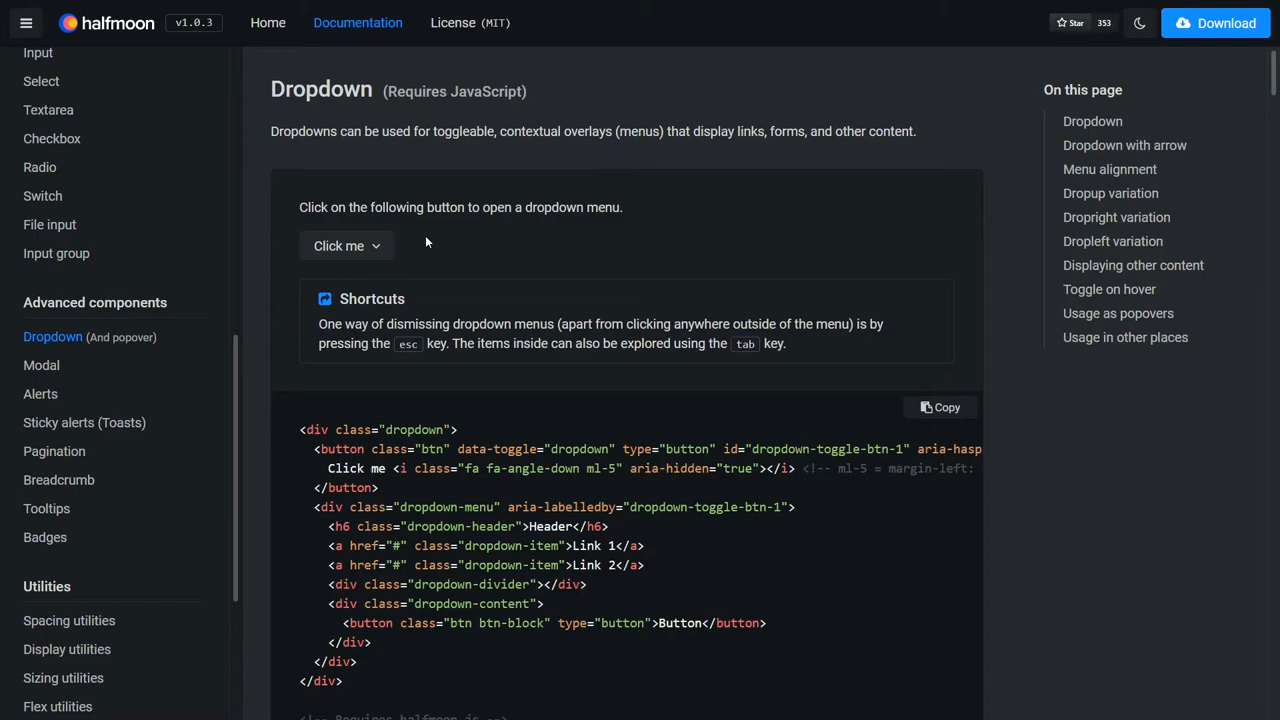 halfmoon
v1.0.3
Home
Documentation
License (MIT)
Star
353
Download
Input
Select
Textarea
Checkbox
Radio
Switch
File input
Input group
Advanced components
Dropdown (And popover)
Modal
Alerts
Sticky alerts (Toasts)
Pagination
Breadcrumb
Tooltips
Badges
Utilities
Spacing utilities
Display utilities
Sizing utilities
Flex utilities
Dropdown (Requires JavaScript)
Dropdowns can be used for toggleable, contextual overlays (menus) that display links, forms, and other content.
Click on the following button to open a dropdown menu.
Click me
Shortcuts
One way of dismissing dropdown menus (apart from clicking anywhere outside of the menu) is by
pressing the esc key. The items inside can also be explored using the tab key.
Copy
<div class="dropdown">
<button class="btn" data-toggle="dropdown" type="button" id="dropdown-toggle-btn-1" aria-hasp
Click me <i class="fa fa-angle-down ml-5" aria-hidden="true"></i> <!-- ml-5 = margin-left:
</button>
<div class="dropdown-menu" aria-labelledby="dropdown-toggle-btn-1">
<h6 class="dropdown-header">Header</h6>
<a href="#" class="dropdown-item">Link 1</a>
<a href="#" class="dropdown-item">Link 2</a>
<div class="dropdown-divider"></div>
<div class="dropdown-content">
<button class="btn btn-block" type="button">Button</button>
</div>
</div>
</div>
<!-- Requires halfmoon.js -->
On this page
Dropdown
Dropdown with arrow
Menu alignment
Dropup variation
Dropright variation
Dropleft variation
Displaying other content
Toggle on hover
Usage as popovers
Usage in other places